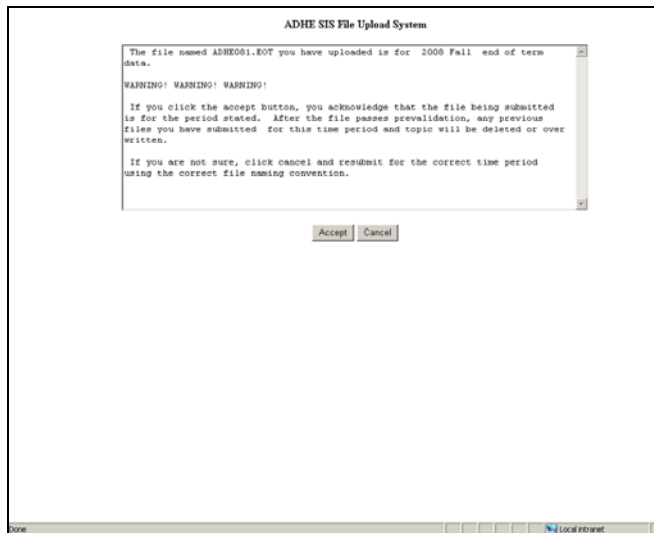 ADHE SIS File Upload System
The file named ADHE081.EOT you have uploaded is for 2008 Fall end of term
data.
WARNING! WARNING! WARNING!
If you click the accept button, you acknowledge that the file being submitted
is for the period stated. After the file passes prevalidation, any previous
files you have submitted for this time period and topic will be deleted or over
written.
If you are not sure, click cancel and resubmit for the correct time period
using the correct file naming convention.
Accept Cancel
Done Local intranet